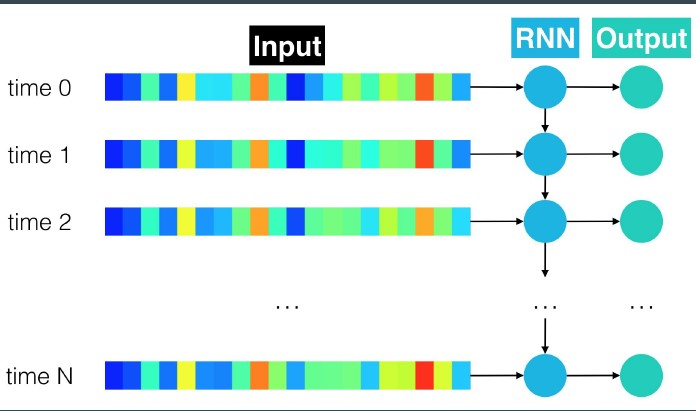 Input
RNN
Output
time 0
time 1
time 2
... ... ...
time N